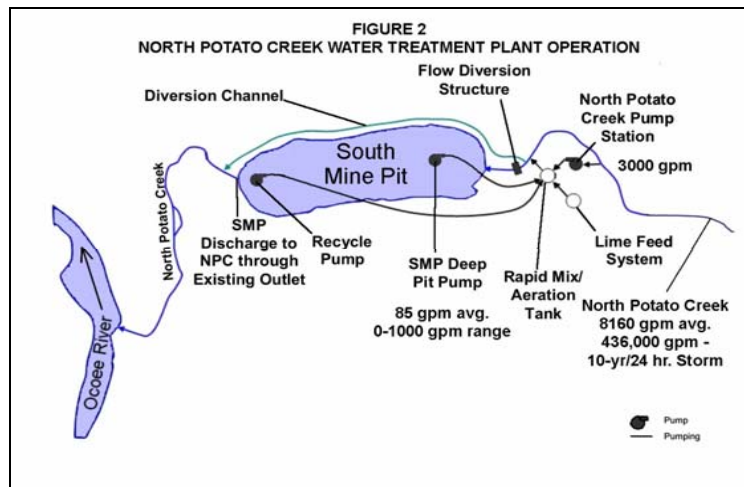 FIGURE 2
NORTH POTATO CREEK WATER TREATMENT PLANT OPERATION
Diversion Channel
Flow Diversion
Structure
North Potato
Creek Pump
Station
3000 gpm
South
Mine Pit
North Potato Creek
SMP
Discharge to
NPC through
Existing Outlet
Recycle
Pump
SMP Deep
Pit Pump
85 gpm avg.
0-1000 gpm range
Rapid Mix/
Aeration
Tank
Lime Feed
System
North Potato Creek
8160 gpm avg.
436,000 gpm -
10-yr/24 hr. Storm
Ocoee River
Pump
Pumping